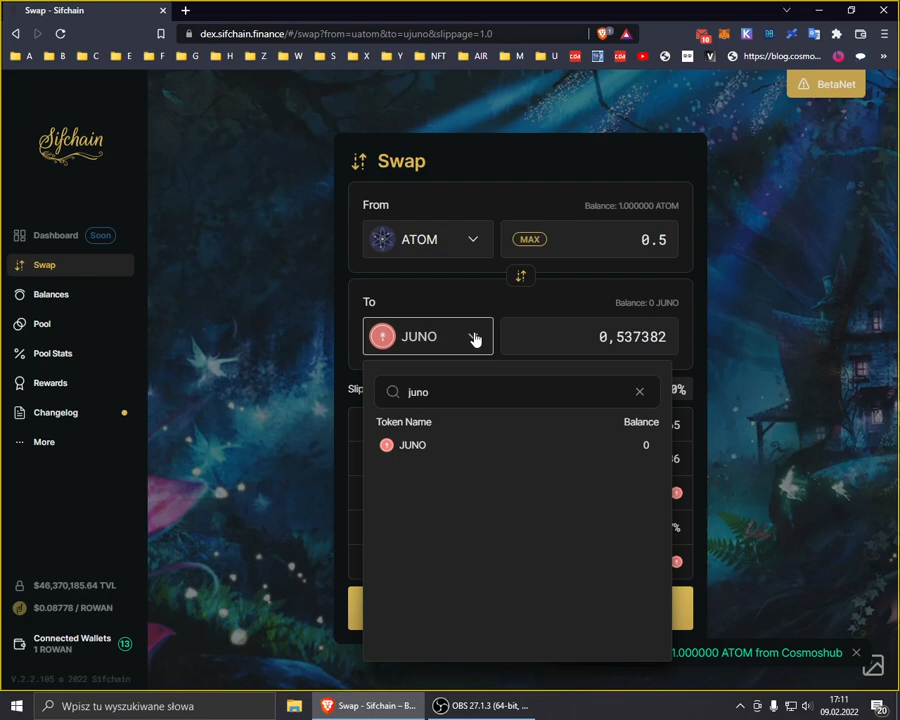 Swap - Sifchain
dex.sifchain.finance/#/swap?from=uatom&to=ujuno&slippage=1.0
10
A B C E F G H I S V W X Y NFT AIR M U https://blog.cosmo... »
BetaNet
Sifchain
Dashboard Soon
Swap
Balances
Pool
Pool Stats
Rewards
Changelog
More
$46,370,185.64 TVL
$0.08778 / ROWAN
Connected Wallets 13
1 ROWAN
V.2.2.105 © 2022 Sifchain
Swap
From Balance: 1.000000 ATOM
ATOM MAX 0.5
To Balance: 0 JUNO
JUNO 0,537382
Slip 0%
juno
Token Name Balance
JUNO 0
%
1.000000 ATOM from Cosmoshub
Wpisz tu wyszukiwane słowa
Swap - Sifchain – B...
OBS 27.1.3 (64-bit, ...
17:11
09.02.2022
20